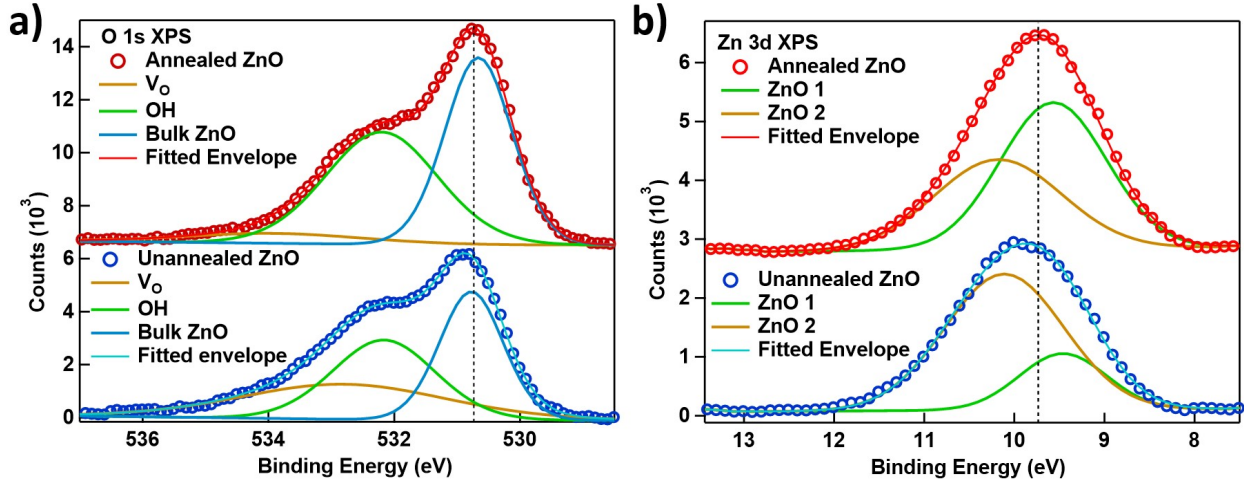 a)
O 1s XPS
Annealed ZnO
V_O
OH
Bulk ZnO
Fitted Envelope
Unannealed ZnO
V_O
OH
Bulk ZnO
Fitted envelope
14
12
10
8
6
4
2
0
Counts (10³)
536
534
532
530
Binding Energy (eV)
b)
Zn 3d XPS
Annealed ZnO
ZnO 1
ZnO 2
Fitted Envelope
Unannealed ZnO
ZnO 1
ZnO 2
Fitted Envelope
6
5
4
3
2
1
0
Counts (10³)
13
12
11
10
9
8
Binding Energy (eV)